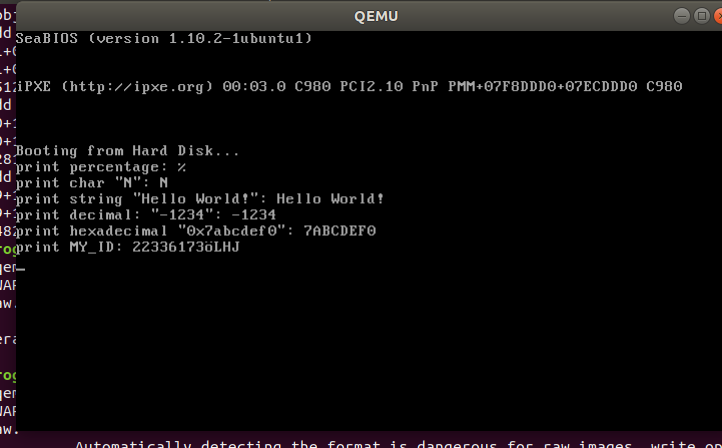 QEMU
SeaBIOS (version 1.10.2-1ubuntu1)
iPXE (http://ipxe.org) 00:03.0 C980 PCI2.10 PnP PMM+07F8DDD0+07ECDDD0 C980
Booting from Hard Disk...
print percentage: %
print char "N": N
print string "Hello World!": Hello World!
print decimal: "-1234": -1234
print hexadecimal "0x7abcdef0": 7ABCDEF0
print MY_ID: 22336173öLHJ
Automatically detecting the format is dangerous for raw images, write op